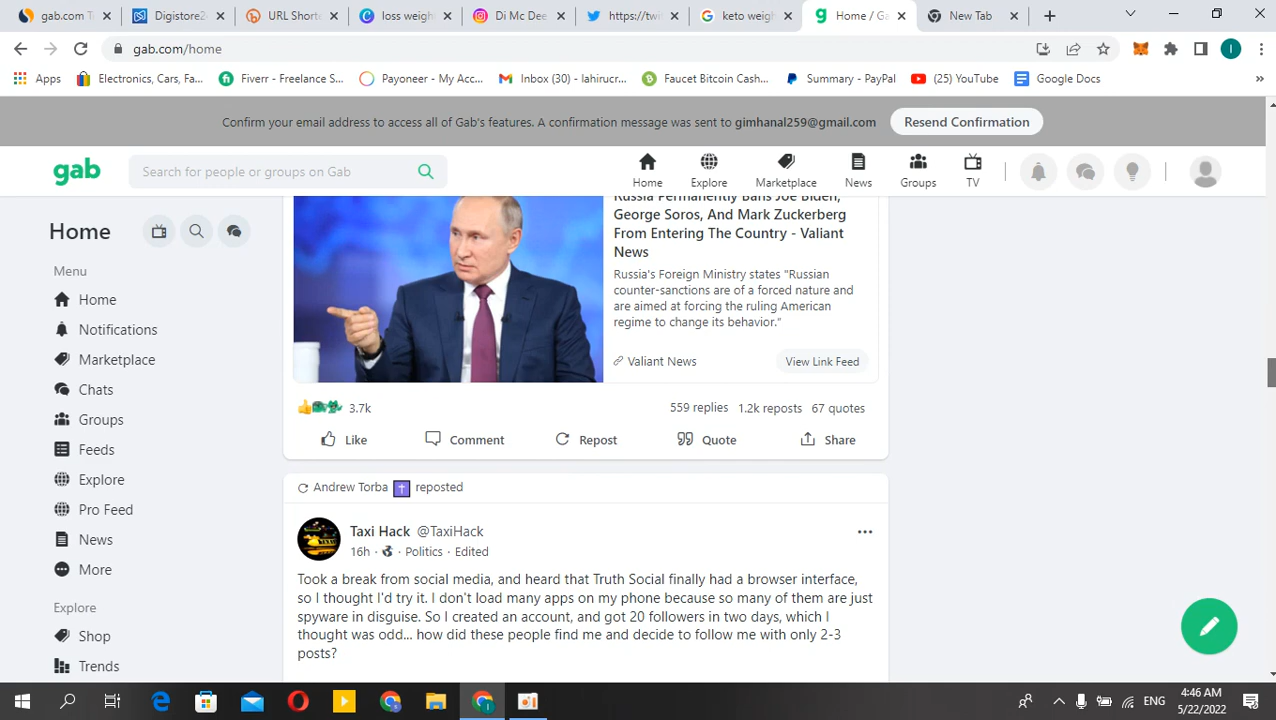 gab.com T
Digistore2
URL Shorte
loss weigh
Di Mc Dee
https://twi
keto weigh
Home / Ga
New Tab
gab.com/home
Apps
Electronics, Cars, Fa...
Fiverr - Freelance S...
Payoneer - My Acc...
Inbox (30) - lahirucr...
Faucet Bitcoin Cash...
Summary - PayPal
(25) YouTube
Google Docs
Confirm your email address to access all of Gab's features. A confirmation message was sent to gimhanal259@gmail.com
Resend Confirmation
gab
Search for people or groups on Gab
Home
Explore
Marketplace
News
Groups
TV
Home
Menu
Home
Notifications
Marketplace
Chats
Groups
Feeds
Explore
Pro Feed
News
More
Explore
Shop
Trends
Russia Permanently Bans Joe Biden,
George Soros, And Mark Zuckerberg
From Entering The Country - Valiant
News
Russia's Foreign Ministry states "Russian
counter-sanctions are of a forced nature and
are aimed at forcing the ruling American
regime to change its behavior."
Valiant News
View Link Feed
3.7k
559 replies
1.2k reposts
67 quotes
Like
Comment
Repost
Quote
Share
Andrew Torba reposted
Taxi Hack @TaxiHack
16h · Politics · Edited
Took a break from social media, and heard that Truth Social finally had a browser interface,
so I thought I'd try it. I don't load many apps on my phone because so many of them are just
spyware in disguise. So I created an account, and got 20 followers in two days, which I
thought was odd... how did these people find me and decide to follow me with only 2-3
posts?
ENG
4:46 AM
5/22/2022